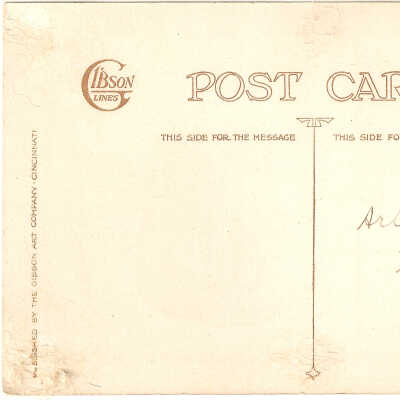 GIBSON
LINES
POST CAR
THIS SIDE FOR THE MESSAGE
THIS SIDE FO
PUBLISHED BY THE GIBSON ART COMPANY · CINCINNATI